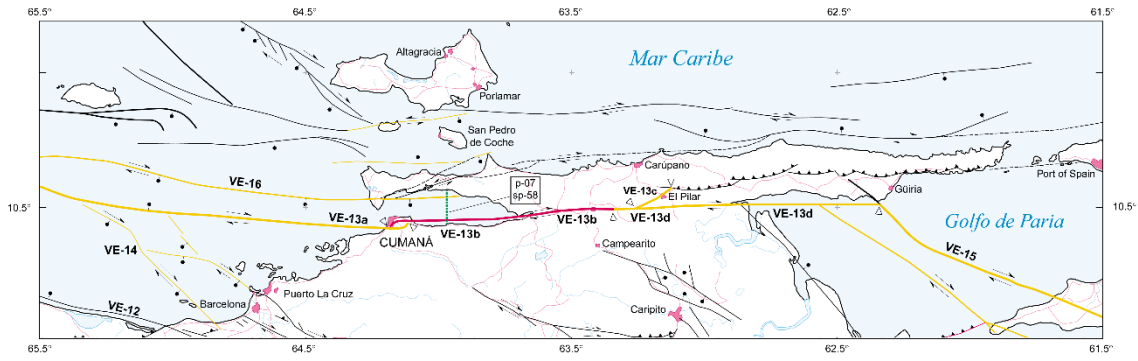 65.5°
64.5°
63.5°
62.5°
61.5°
Altagracia
Mar Caribe
Porlamar
San Pedro
de Coche
Carúpano
Port of Spain
VE-16
p-07
sp-58
VE-13c
El Pilar
Güiria
10.5°
VE-13a
VE-13b
VE-13d
VE-13d
10.5°
CUMANÁ
VE-13b
Golfo de Paria
VE-14
Campearito
VE-15
Barcelona
Puerto La Cruz
VE-12
Caripito
65.5°
64.5°
63.5°
62.5°
61.5°